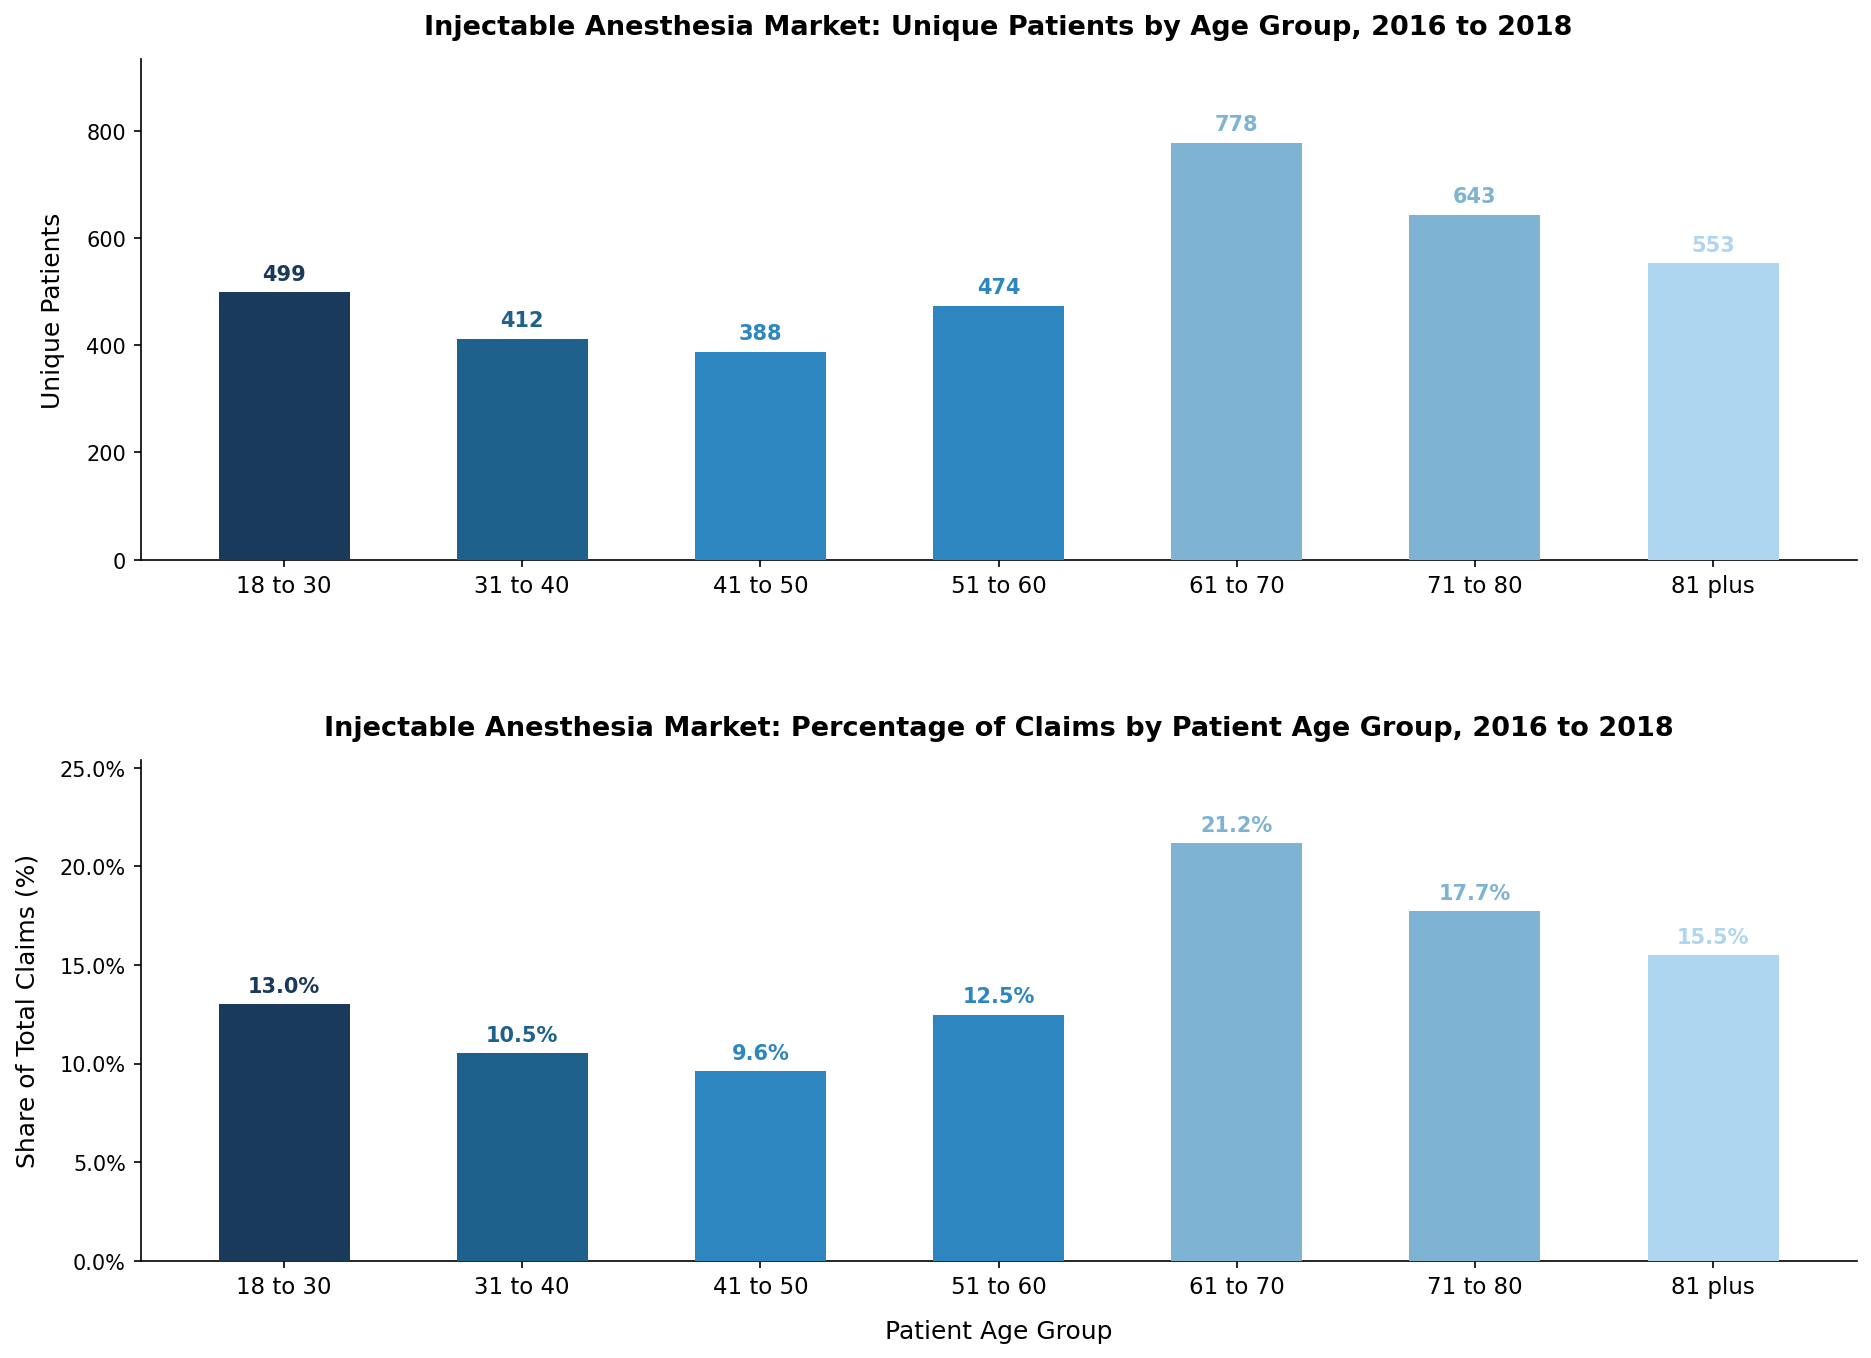 Injectable Anesthesia Market: Unique Patients by Age Group, 2016 to 2018
Unique Patients
800
600
400
200
0
499
412
388
474
778
643
553
18 to 30
31 to 40
41 to 50
51 to 60
61 to 70
71 to 80
81 plus
Injectable Anesthesia Market: Percentage of Claims by Patient Age Group, 2016 to 2018
Share of Total Claims (%)
25.0%
20.0%
15.0%
10.0%
5.0%
0.0%
13.0%
10.5%
9.6%
12.5%
21.2%
17.7%
15.5%
18 to 30
31 to 40
41 to 50
51 to 60
61 to 70
71 to 80
81 plus
Patient Age Group